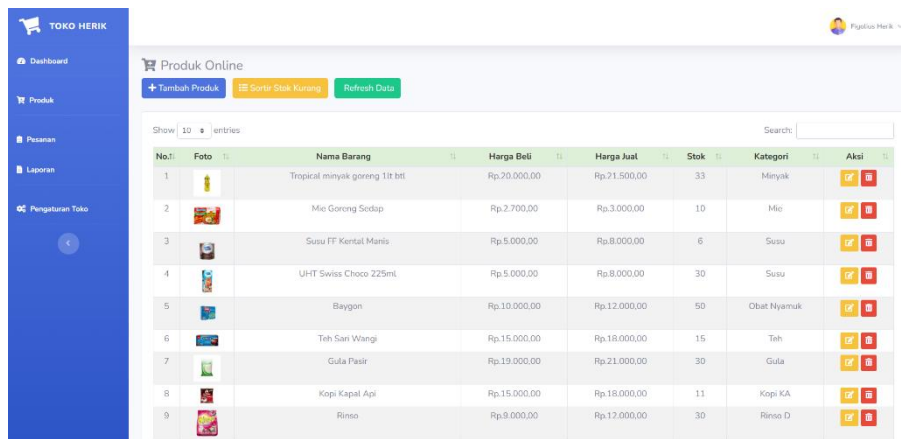 TOKO HERIK
Figolius Herik
Dashboard
Produk
Pesanan
Laporan
Pengaturan Toko
Produk Online
Tambah Produk Sortir Stok Kurang Refresh Data
Show 10 entries Search:
No. Foto Nama Barang Harga Beli Harga Jual Stok Kategori Aksi
1 Tropical minyak goreng 1lt btl Rp.20.000,00 Rp.21.500,00 33 Minyak
2 Mie Goreng Sedap Rp.2.700,00 Rp.3.000,00 10 Mie
3 Susu FF Kental Manis Rp.5.000,00 Rp.8.000,00 6 Susu
4 UHT Swiss Choco 225ml Rp.5.000,00 Rp.8.000,00 30 Susu
5 Baygon Rp.10.000,00 Rp.12.000,00 50 Obat Nyamuk
6 Teh Sari Wangi Rp.15.000,00 Rp.18.000,00 15 Teh
7 Gula Pasir Rp.19.000,00 Rp.21.000,00 30 Gula
8 Kopi Kapal Api Rp.15.000,00 Rp.18.000,00 11 Kopi KA
9 Rinso Rp.9.000,00 Rp.12.000,00 30 Rinso D